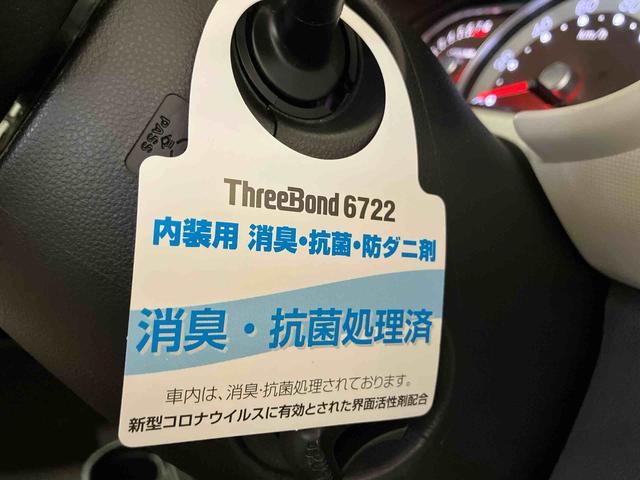 PASS
km/h
ThreeBond 6722
内装用 消臭・抗菌・防ダニ剤
消臭・抗菌処理済
車内は、消臭・抗菌処理されております。
新型コロナウイルスに有効とされた界面活性剤配合